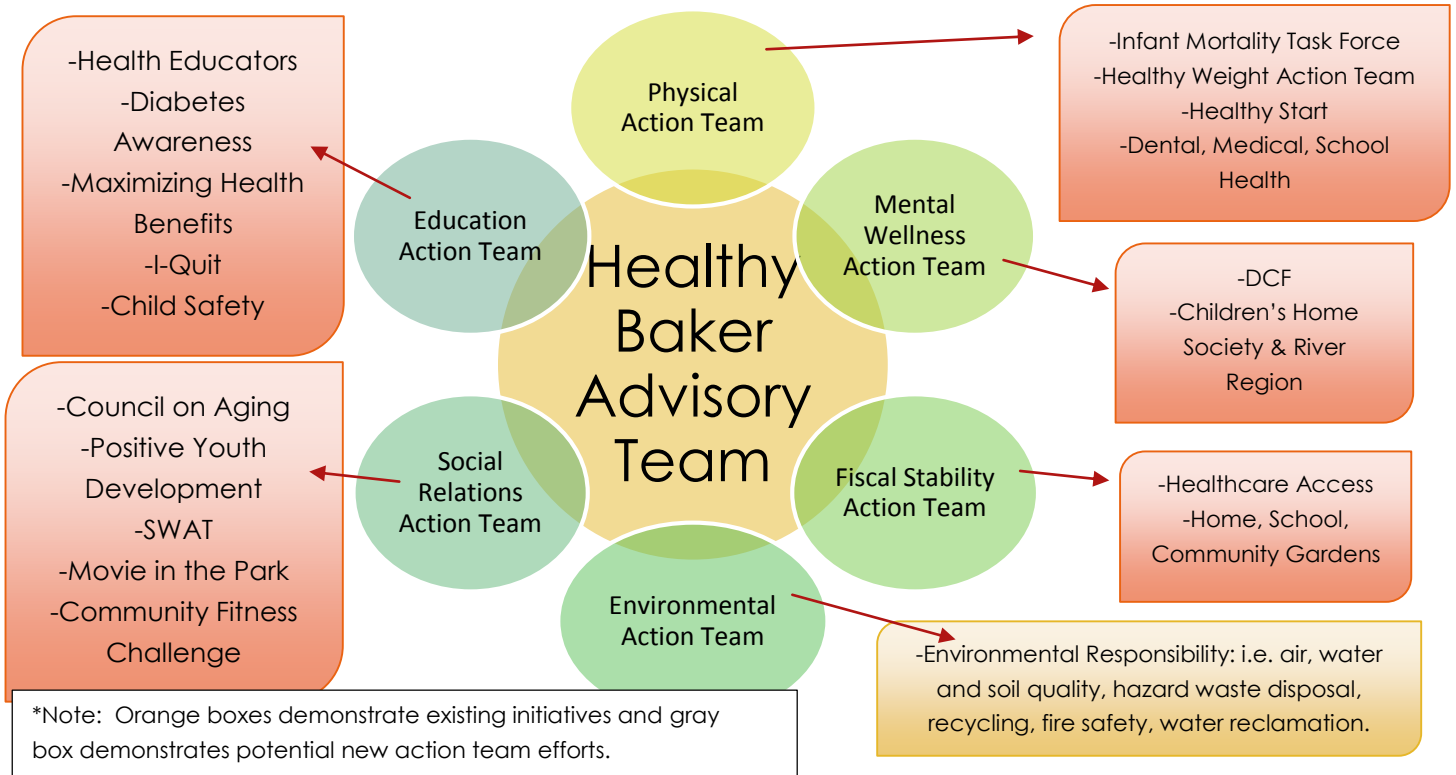 -Health Educators
-Diabetes
Awareness
-Maximizing Health
Benefits
-I-Quit
-Child Safety
Physical
Action Team
-Infant Mortality Task Force
-Healthy Weight Action Team
-Healthy Start
-Dental, Medical, School
Health
Education
Action Team
Mental
Wellness
Action Team
Healthy
Baker
Advisory
Team
-DCF
-Children’s Home
Society & River
Region
-Council on Aging
-Positive Youth
Development
-SWAT
-Movie in the Park
-Community Fitness
Challenge
Social
Relations
Action Team
Fiscal Stability
Action Team
-Healthcare Access
-Home, School,
Community Gardens
Environmental
Action Team
-Environmental Responsibility: i.e. air, water
and soil quality, hazard waste disposal,
recycling, fire safety, water reclamation.
*Note:  Orange boxes demonstrate existing initiatives and gray
box demonstrates potential new action team efforts.